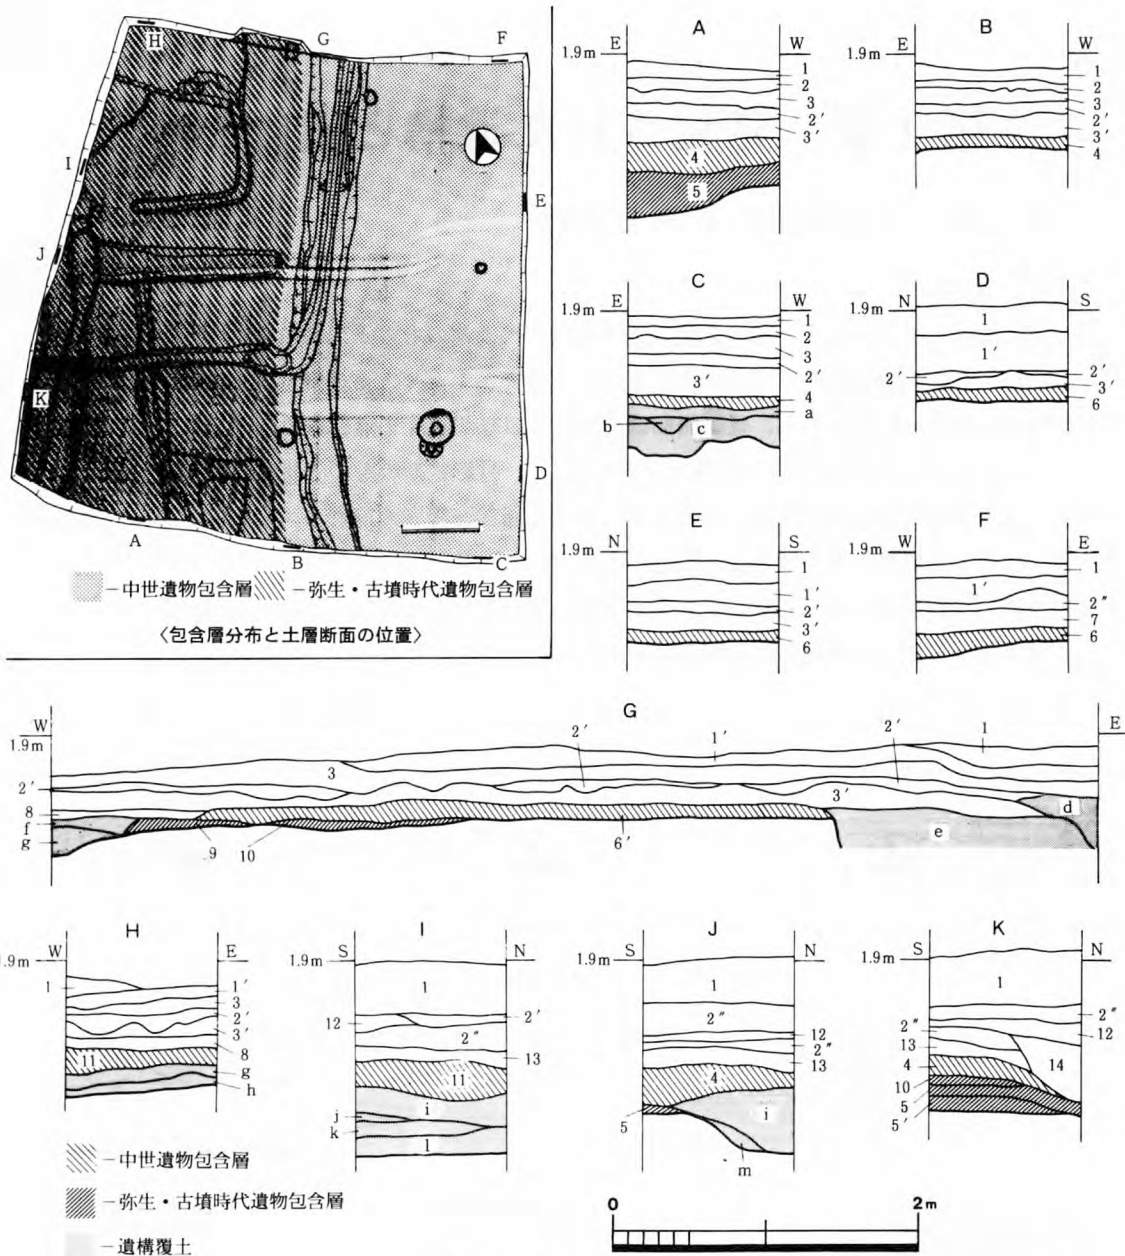 H
G
F
I
E
J
K
D
A
B
C
－中世遺物包含層 －弥生・古墳時代遺物包含層
〈包含層分布と土層断面の位置〉
A
1.9m E W
1
2
3
2′
3′
4
5
B
1.9m E W
1
2
3
2′
3′
4
C
1.9m E W
1
2
3
2′
3′
4
a
b
c
D
1.9m N S
1
1′
2′ 2′
3′
6
E
1.9m N S
1
1′
2′
3′
6
F
1.9m W E
1
1′
2″
7
6
G
W E
1.9m
2′ 1′ 2′ 1
3
2′
3′
8
d
f
e
g
9 10 6′
H
W E
1.9m
1 1′
3
2′
3′
8
11
g
h
I
1.9m S N
1
12 2′
2″
13
11
i
j
k
l
J
1.9m S N
1
2″
12
2″
13
4
5
i
m
K
1.9m S N
1
2″ 2″
12
13
4 14
10
5
5′
－中世遺物包含層
－弥生・古墳時代遺物包含層
－遺構覆土
0 2m